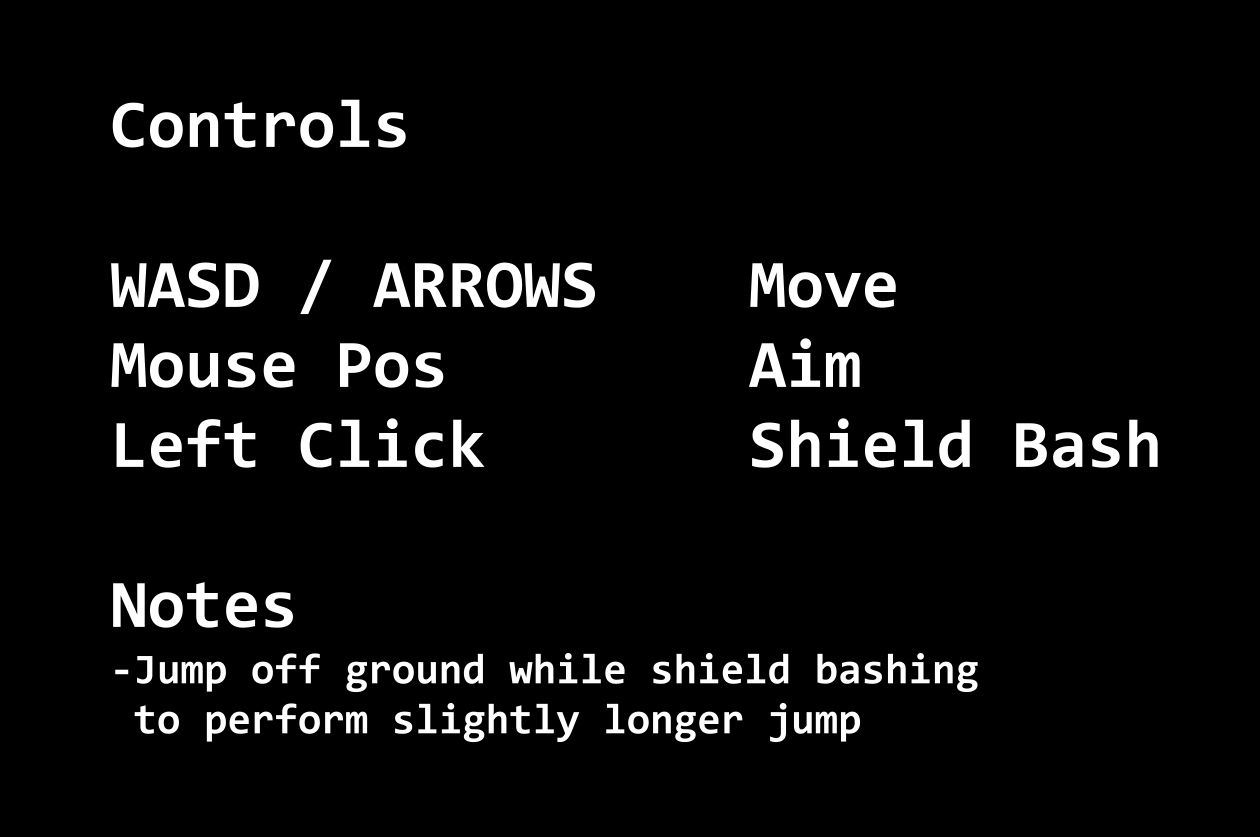 Controls
WASD / ARROWS Move
Mouse Pos Aim
Left Click Shield Bash
Notes
-Jump off ground while shield bashing
to perform slightly longer jump